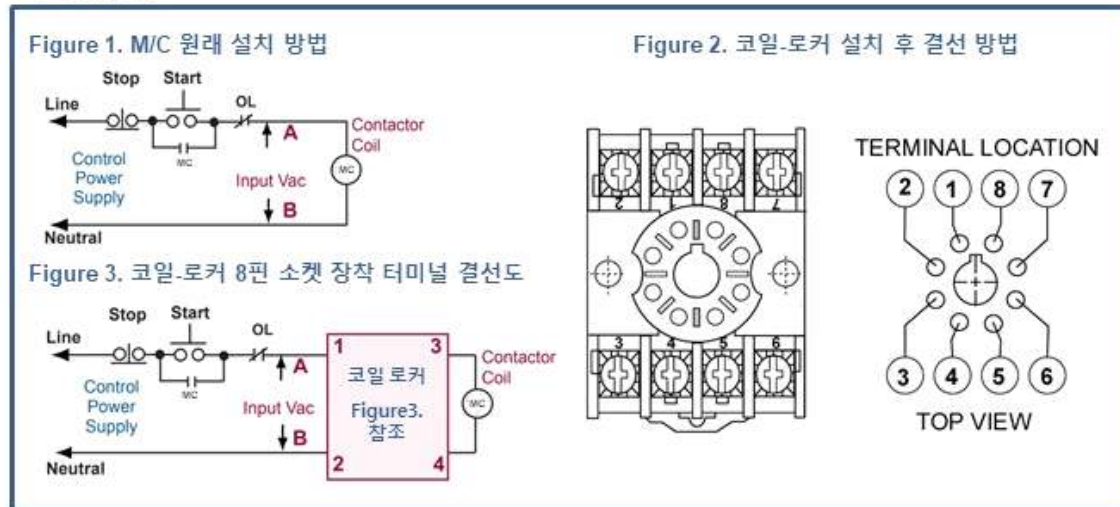 Figure 1. M/C 원래 설치 방법
Stop Start
Line OL
A Contactor
Coil
MC
MC
Control
Power
Supply
Input Vac
B
Neutral
Figure 3. 코일-로커 8핀 소켓 장착 터미널 결선도
Stop Start
Line OL
A
MC
Control
Power
Supply
Input Vac
B
Neutral
1 3
코일 로커
Figure3.
참조
2 4
Contactor
Coil
MC
Figure 2. 코일-로커 설치 후 결선 방법
2 1 8 7
3 4 5 6
TERMINAL LOCATION
2 1 8 7
3 4 5 6
TOP VIEW